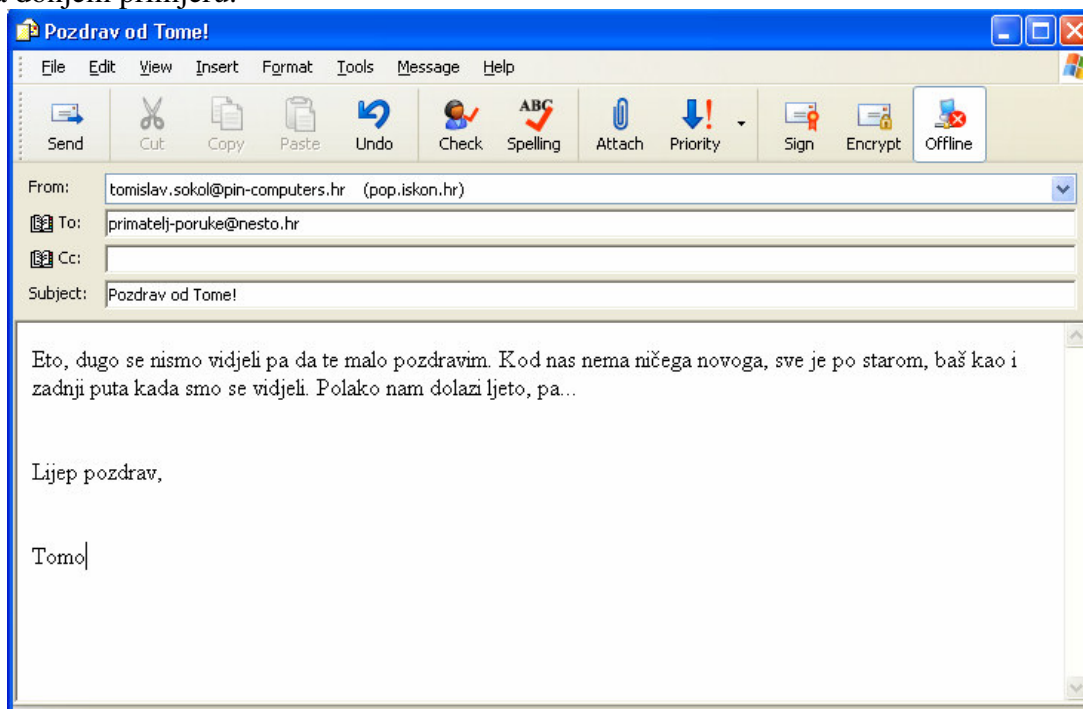 donjem primjeru.
Pozdrav od Tome!
File Edit View Insert Format Tools Message Help
Send Cut Copy Paste Undo Check ABC Spelling Attach Priority Sign Encrypt Offline
From: tomislav.sokol@pin-computers.hr (pop.iskon.hr)
To: primatelj-poruke@nesto.hr
Cc:
Subject: Pozdrav od Tome!
Eto, dugo se nismo vidjeli pa da te malo pozdravim. Kod nas nema ničega novoga, sve je po starom, baš kao i
zadnji puta kada smo se vidjeli. Polako nam dolazi ljeto, pa...
Lijep pozdrav,
Tomo